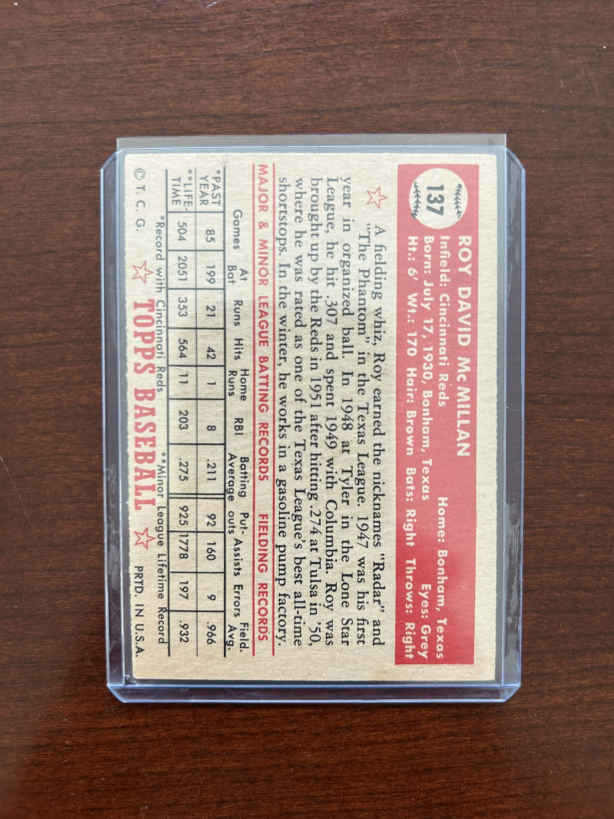 137
ROY DAVID McMILLAN
Infield: Cincinnati Reds Home: Bonham, Texas
Born: July 17, 1930, Bonham, Texas Eyes: Grey
Ht.: 6' Wt.: 170 Hair: Brown Bats: Right Throws: Right
A fielding whiz, Roy earned the nicknames "Radar" and
"The Phantom" in the Texas League. 1947 was his first
year in organized ball. In 1948 at Tyler in the Lone Star
League, he hit .307 and spent 1949 with Columbia. Roy was
brought up by the Reds in 1951 after hitting .274 at Tulsa in '50,
where he was rated as one of the Texas League's best all-time
shortstops. In the winter, he works in a gasoline pump factory.
MAJOR & MINOR LEAGUE BATTING RECORDS FIELDING RECORDS
Games At Bat Runs Hits Home Runs RBI Batting Average Put outs Assists Errors Field. Avg.
*PAST YEAR 85 199 21 42 1 8 .211 92 160 9 .966
**LIFE-TIME 504 2051 353 564 11 203 .275 925 1778 197 .932
*Record with Cincinnati Reds **Minor League Lifetime Record
© T. C. G. TOPPS BASEBALL PRTD. IN U.S.A.